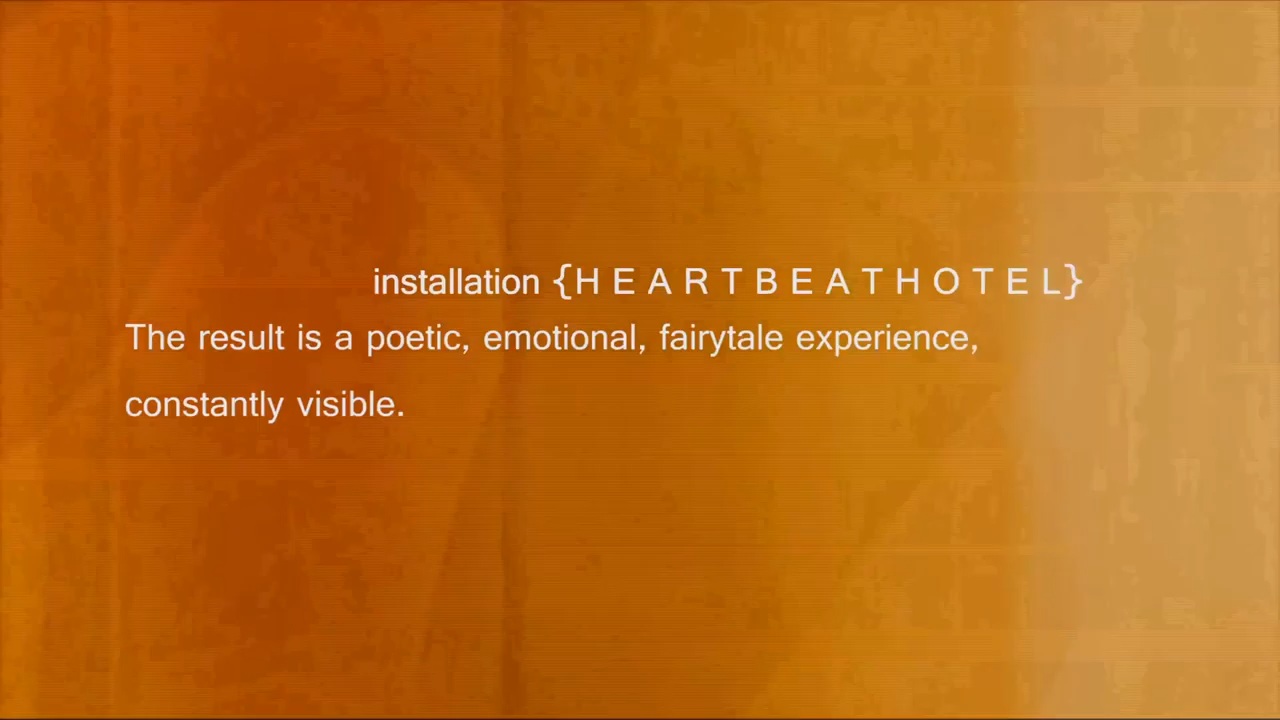 installation {H E A R T B E A T H O T E L}
The result is a poetic, emotional, fairytale experience,
constantly visible.